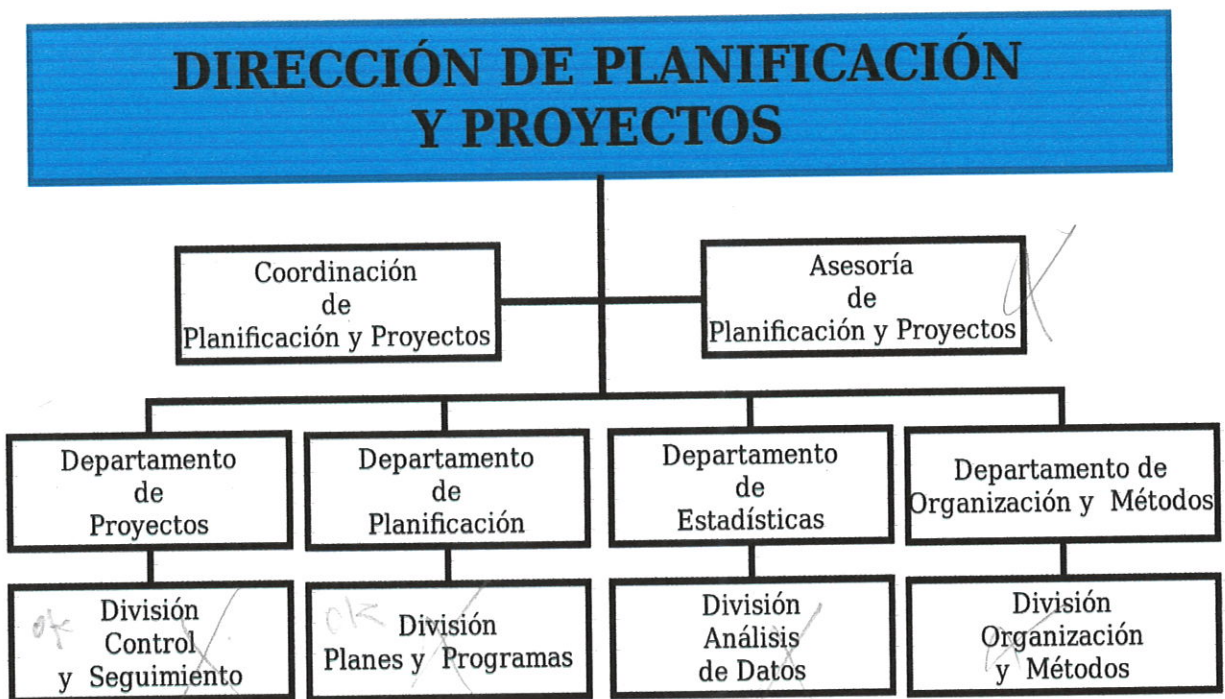 DIRECCIÓN DE PLANIFICACIÓN
Y PROYECTOS
Coordinación
de
Planificación y Proyectos
Asesoría
de
Planificación y Proyectos
Departamento
de
Proyectos
Departamento
de
Planificación
Departamento
de
Estadísticas
Departamento de
Organización y Métodos
ok
División
Control
y Seguimiento
ok
División
Planes y Programas
División
Análisis
de Datos
División
Organización
y Métodos